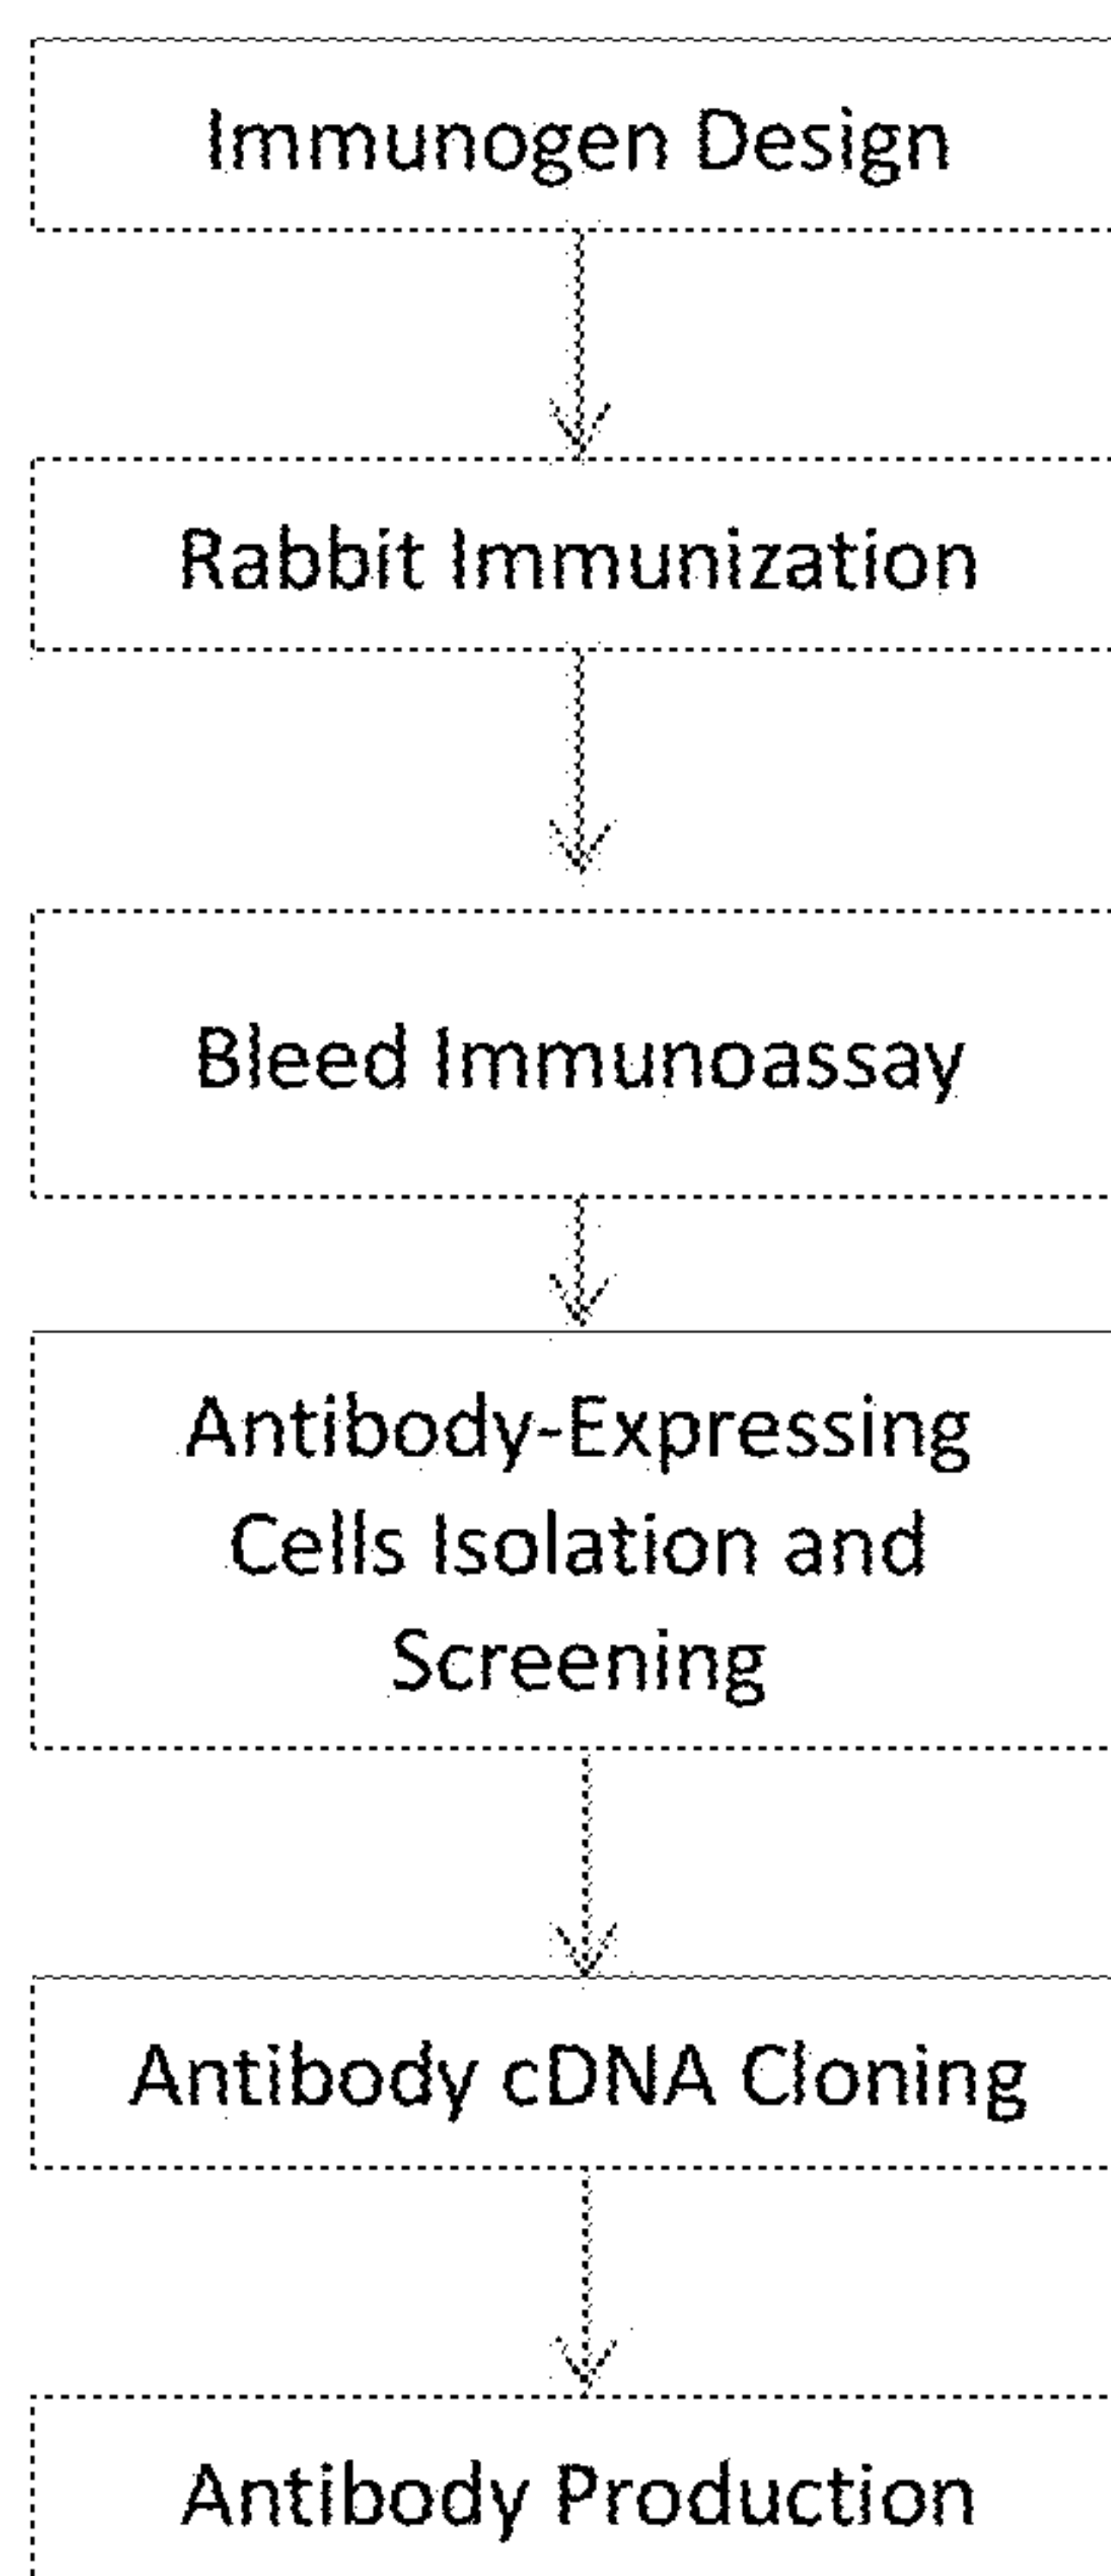 Immunogen Design
Rabbit Immunization
Bleed Immunoassay
Antibody-Expressing
Cells Isolation and
Screening
Antibody cDNA Cloning
Antibody Production